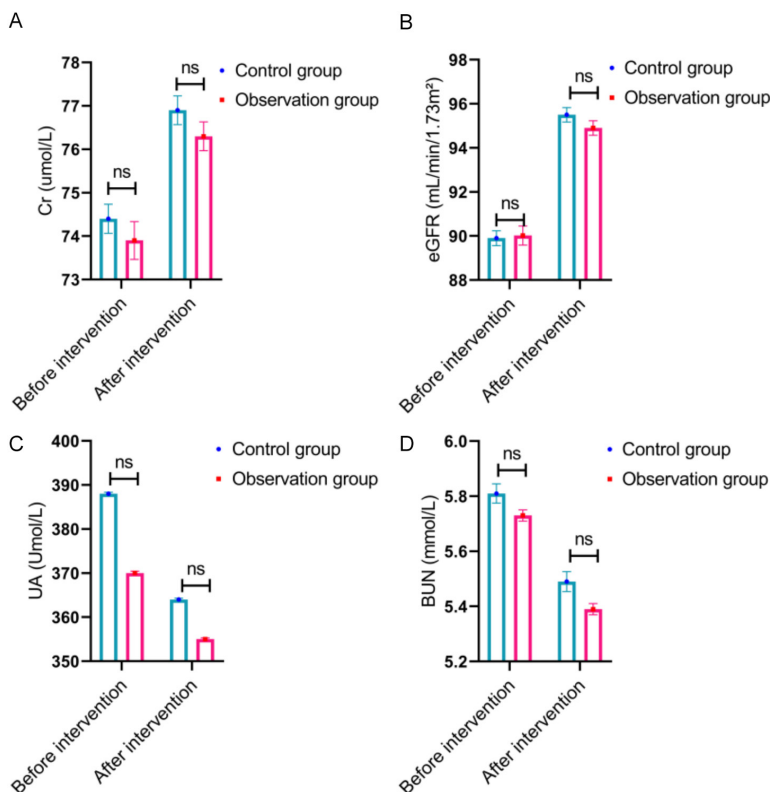 A
Cr (umol/L)
78
77
76
75
74
73
ns
ns
Control group
Observation group
Before intervention
After intervention
B
eGFR (mL/min/1.73m²)
98
96
94
92
90
88
ns
ns
Control group
Observation group
Before intervention
After intervention
C
UA (Umol/L)
400
390
380
370
360
350
ns
ns
Control group
Observation group
Before intervention
After intervention
D
BUN (mmol/L)
6.0
5.8
5.6
5.4
5.2
ns
ns
Control group
Observation group
Before intervention
After intervention